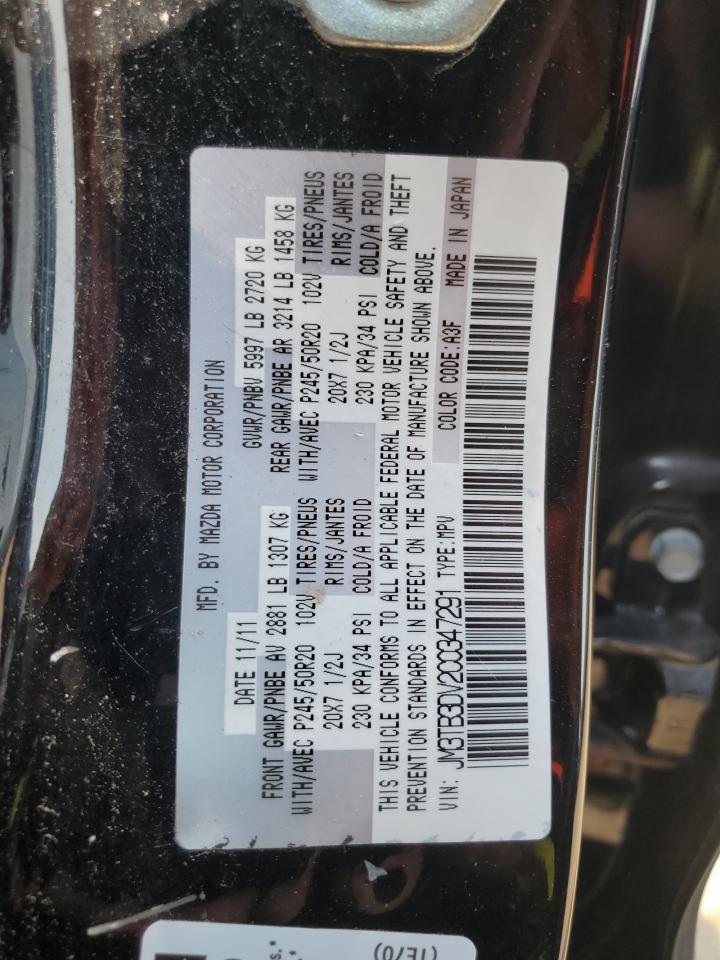 MFD. BY MAZDA MOTOR CORPORATION
DATE 11/11 GVWR/PNBV 5997 LB 2720 KG
FRONT GAWR/PNBE AV 2881 LB 1307 KG REAR GAWR/PNBE AR 3214 LB 1458 KG
WITH/AVEC P245/50R20 102V TIRES/PNEUS WITH/AVEC P245/50R20 102V TIRES/PNEUS
20X7 1/2J RIMS/JANTES 20X7 1/2J RIMS/JANTES
230 KPA/34 PSI COLD/A FROID 230 KPA/34 PSI COLD/A FROID
THIS VEHICLE CONFORMS TO ALL APPLICABLE FEDERAL MOTOR VEHICLE SAFETY AND THEFT
PREVENTION STANDARDS IN EFFECT ON THE DATE OF MANUFACTURE SHOWN ABOVE.
VIN: JM3TB3DV2C0347291 TYPE:MPV COLOR CODE:A3F MADE IN JAPAN